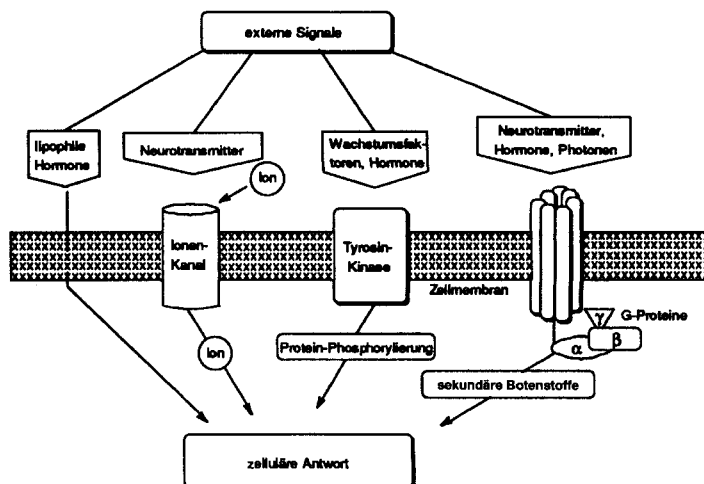 externe Signale
lipophile
Hormone
Neurotransmitter
Wachstumsfak-
toren, Hormone
Neurotransmitter,
Hormone, Photonen
Ion
Ionen-
Kanal
Tyrosin-
Kinase
Zellmembran
γ
G-Proteine
β
α
Ion
Protein-Phosphorylierung
sekundäre Botenstoffe
zelluläre Antwort